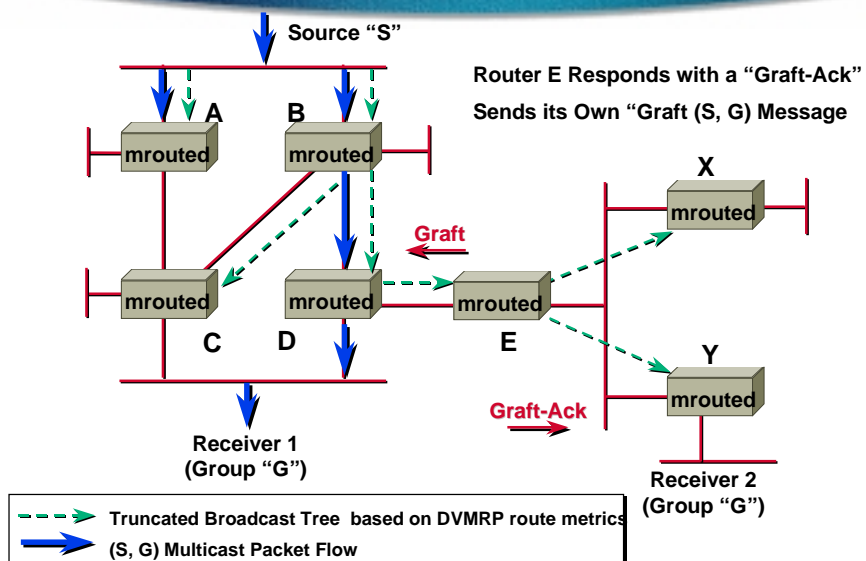 Source “S”
Router E Responds with a “Graft-Ack”
Sends its Own “Graft (S, G) Message
A
B
mrouted
mrouted
X
mrouted
Graft
mrouted
mrouted
mrouted
C
D
E
Y
mrouted
Graft-Ack
Receiver 1
(Group “G”)
Receiver 2
(Group “G”)
Truncated Broadcast Tree based on DVMRP route metrics
(S, G) Multicast Packet Flow